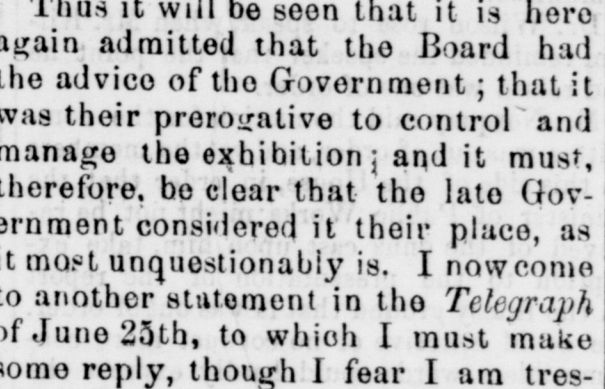 Thus it will be seen that it is here
again admitted that the Board had
the advice of the Government ; that it
was their prerogative to control and
manage the exhibition ; and it must,
therefore, be clear that the late Gov-
ernment considered it their place, as
it most unquestionably is. I now come
to another statement in the Telegraph
of June 25th, to which I must make
some reply, though I fear I am tres-